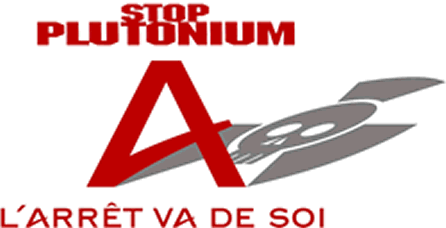 STOP
PLUTONIUM
A
L'ARRÊT VA DE SOI